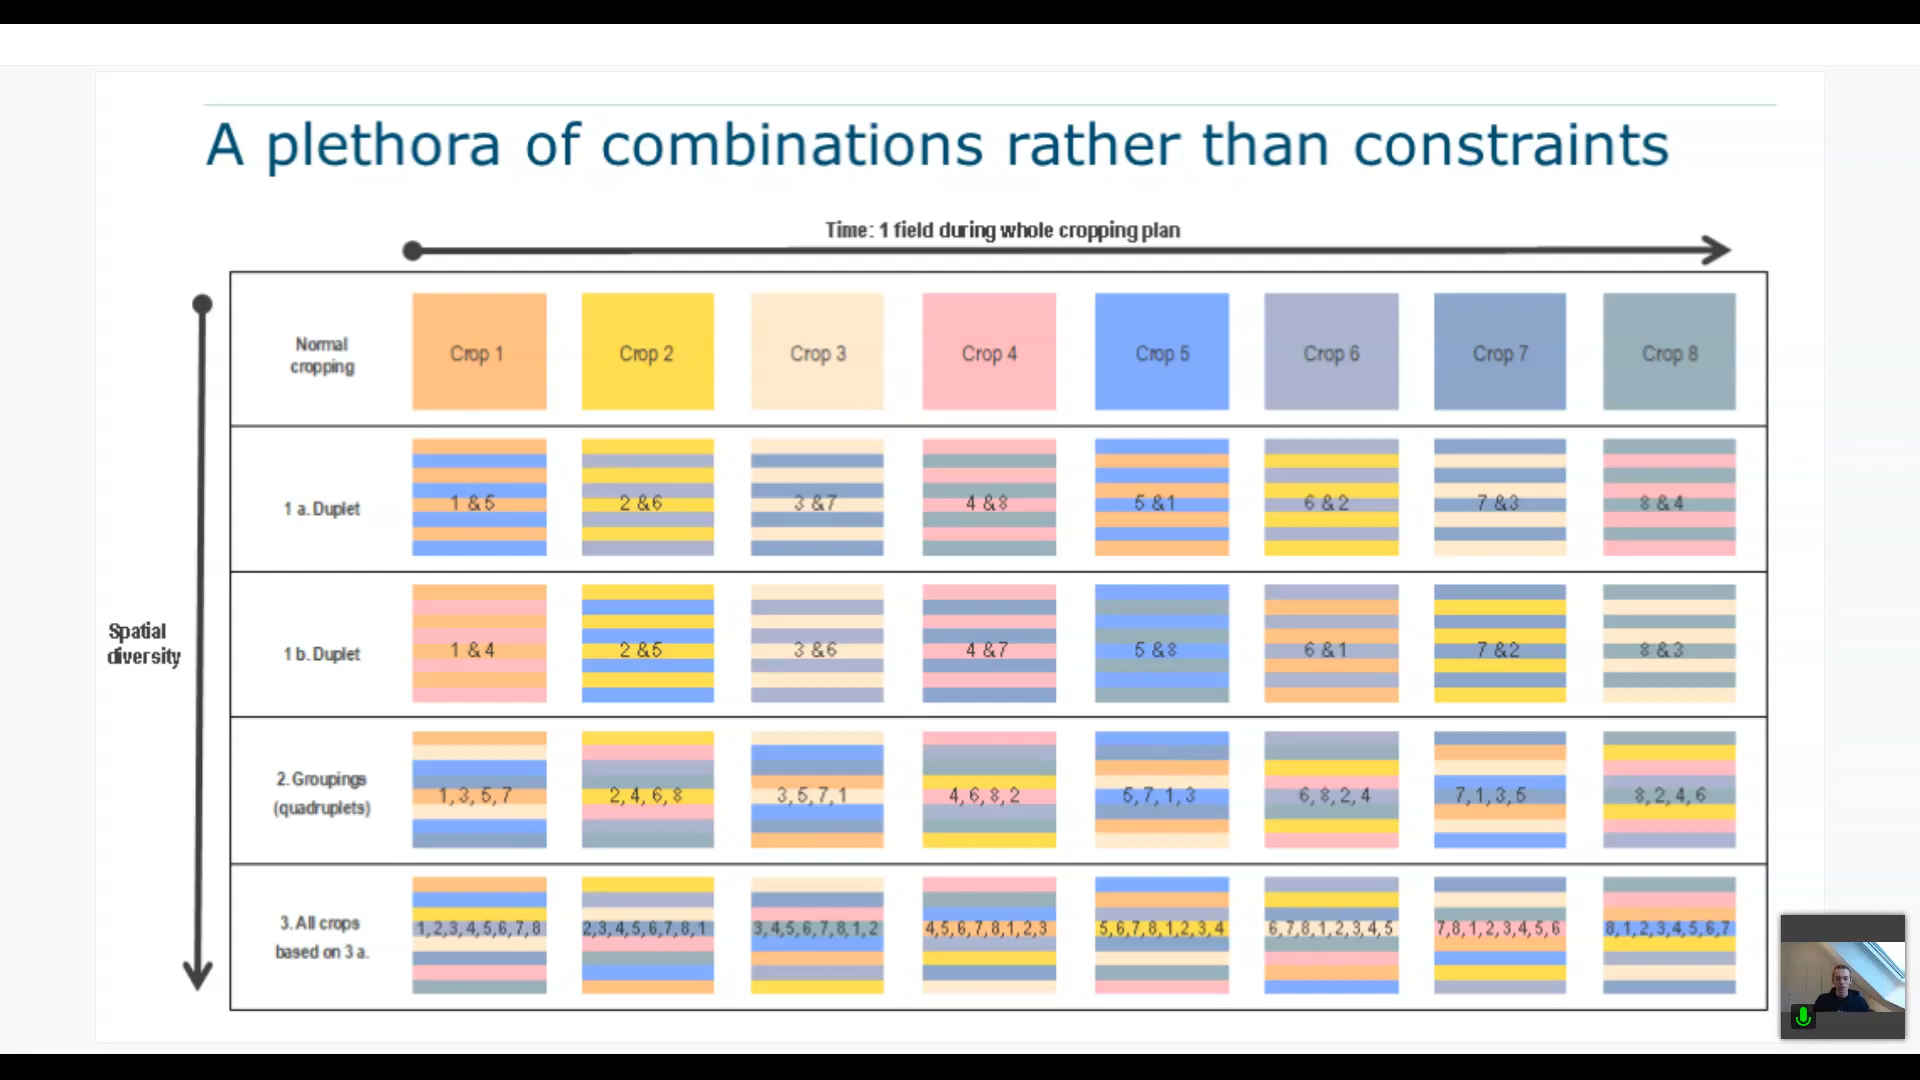 A plethora of combinations rather than constraints
Time: 1 field during whole cropping plan
Spatial
diversity
Normal
cropping
Crop 1
Crop 2
Crop 3
Crop 4
Crop 5
Crop 6
Crop 7
Crop 8
1 a. Duplet
1 &5
2 &6
3 &7
4 &8
5 &1
6 &2
7 &3
8 &4
1 b. Duplet
1 &4
2 &5
3 &6
4 &7
5 &8
6 &1
7 &2
8 &3
2. Groupings
(quadruplets)
1, 3, 5, 7
2, 4, 6, 8
3, 5, 7, 1
4, 6, 8, 2
5, 7, 1, 3
6, 8, 2, 4
7, 1, 3, 5
8, 2, 4, 6
3. All crops
based on 3 a.
1,2,3,4,5,6,7,8
2,3,4,5,6,7,8,1
3,4,5,6,7,8,1,2
4,5,6,7,8,1,2,3
5,6,7,8,1,2,3,4
6,7,8,1,2,3,4,5
7,8,1,2,3,4,5,6
8,1,2,3,4,5,6,7